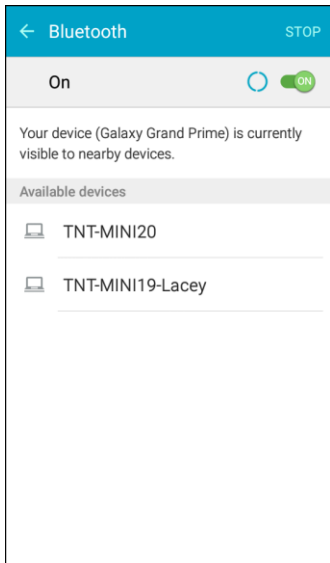 Bluetooth
STOP
On
ON
Your device (Galaxy Grand Prime) is currently
visible to nearby devices.
Available devices
TNT-MINI20
TNT-MINI19-Lacey